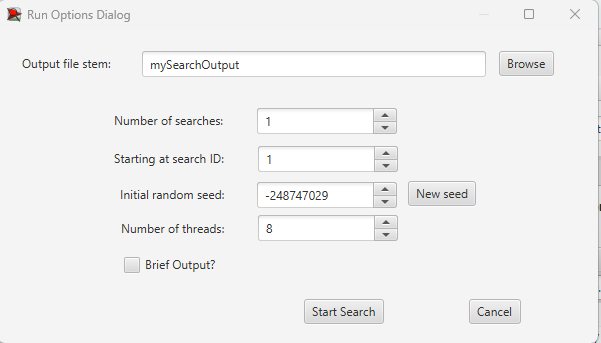 Run Options Dialog
Output file stem: mySearchOutput Browse
Number of searches: 1
Starting at search ID: 1
Initial random seed: -248747029 New seed
Number of threads: 8
Brief Output?
Start Search Cancel